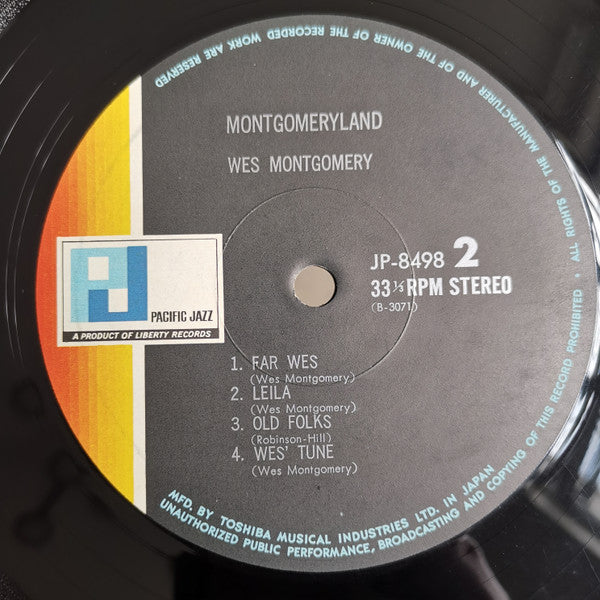 MONTGOMERYLAND
WES MONTGOMERY
JP-8498 2
33⅓ RPM STEREO
(B-3071)
PJ
PACIFIC JAZZ
A PRODUCT OF LIBERTY RECORDS
1. FAR WES
(Wes Montgomery)
2. LEILA
(Wes Montgomery)
3. OLD FOLKS
(Robinson-Hill)
4. WES' TUNE
(Wes Montgomery)
MFD. BY TOSHIBA MUSICAL INDUSTRIES LTD. IN JAPAN
UNAUTHORIZED PUBLIC PERFORMANCE, BROADCASTING AND COPYING OF THIS RECORD PROHIBITED • ALL RIGHTS OF THE MANUFACTURER AND OF THE OWNER OF THE RECORDED WORK ARE RESERVED